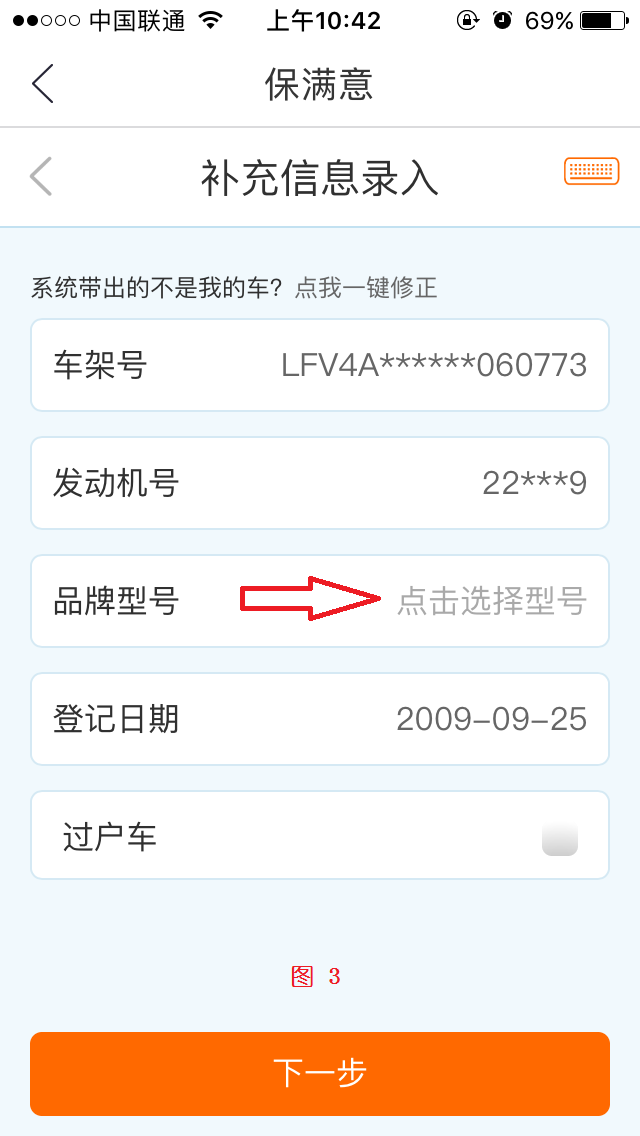 中国联通 上午10:42 69%
保满意
补充信息录入
系统带出的不是我的车？点我一键修正
车架号 LFV4A******060773
发动机号 22***9
品牌型号 点击选择型号
登记日期 2009-09-25
过户车
图 3
下一步